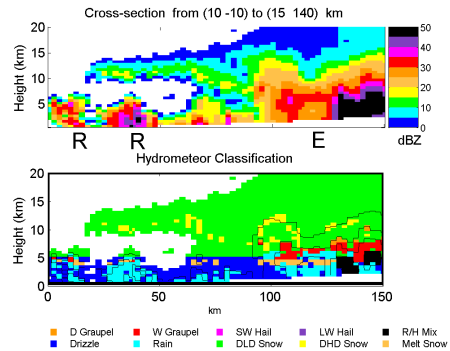 Cross-section from (10 -10) to (15 140) km
20
15
10
5
Height (km)
50
40
30
20
10
0
dBZ
R R E
Hydrometeor Classification
20
15
10
5
0
Height (km)
0 50 100 150
km
D Graupel W Graupel SW Hail LW Hail R/H Mix
Drizzle Rain DLD Snow DHD Snow Melt Snow